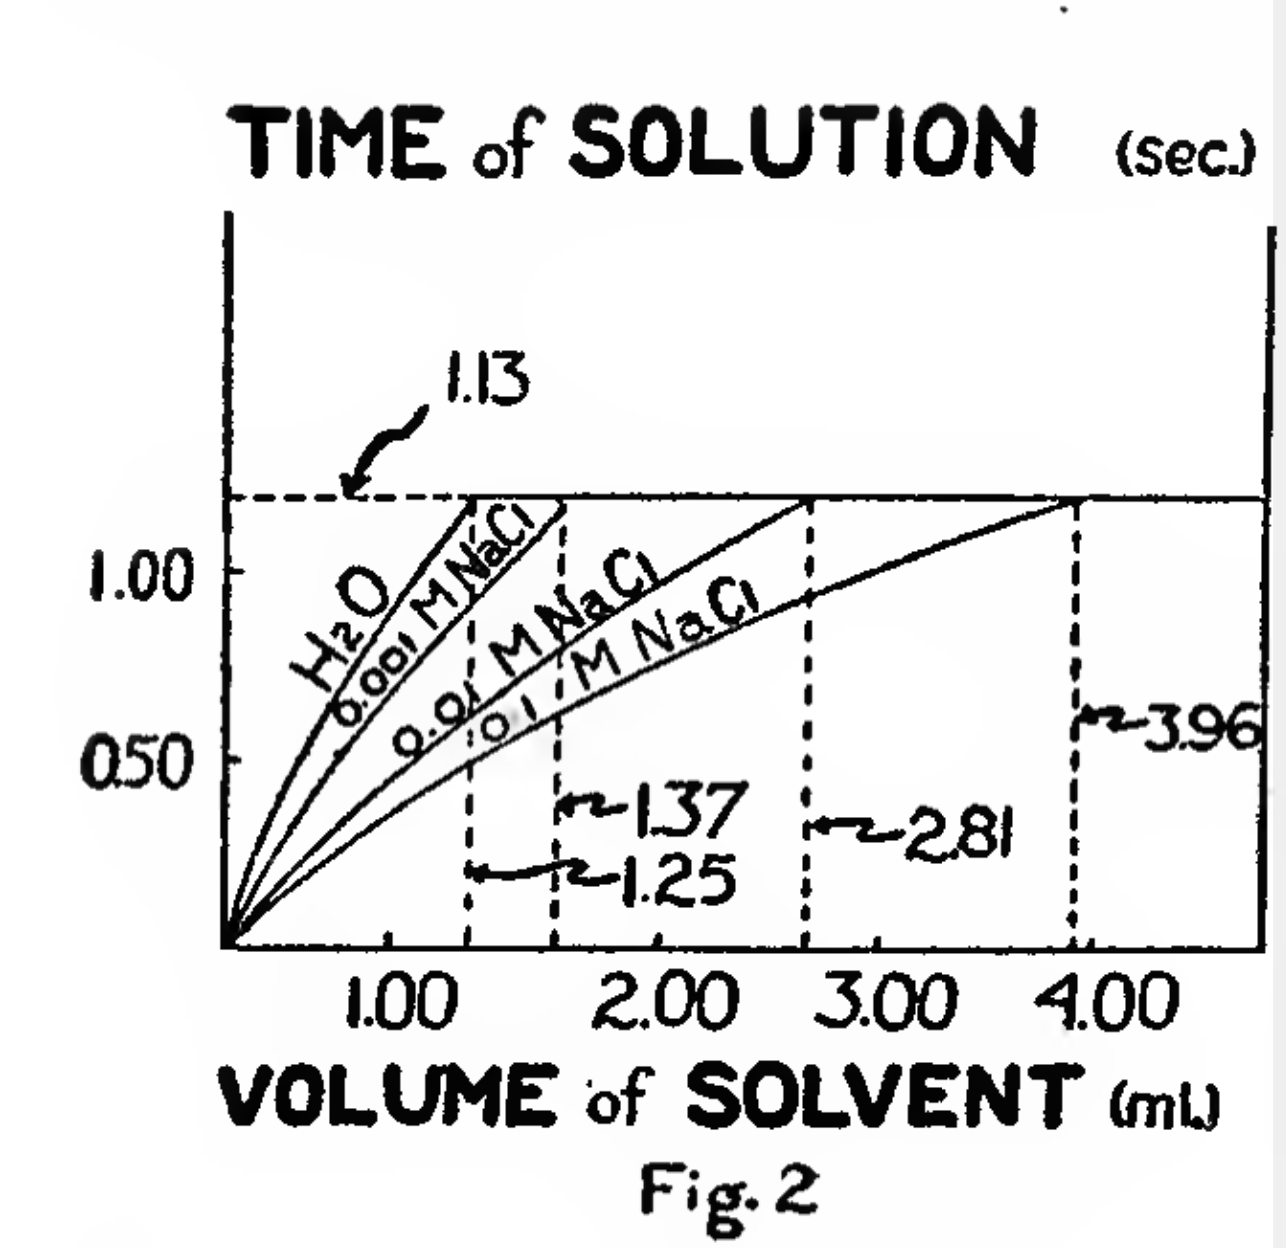 TIME of SOLUTION (sec.)
1.13
1.00
H2O
0.001 M NaCl
0.01 M NaCl
0.1 M NaCl
0.50
3.96
1.37
2.81
1.25
1.00 2.00 3.00 4.00
VOLUME of SOLVENT (ml.)
Fig. 2